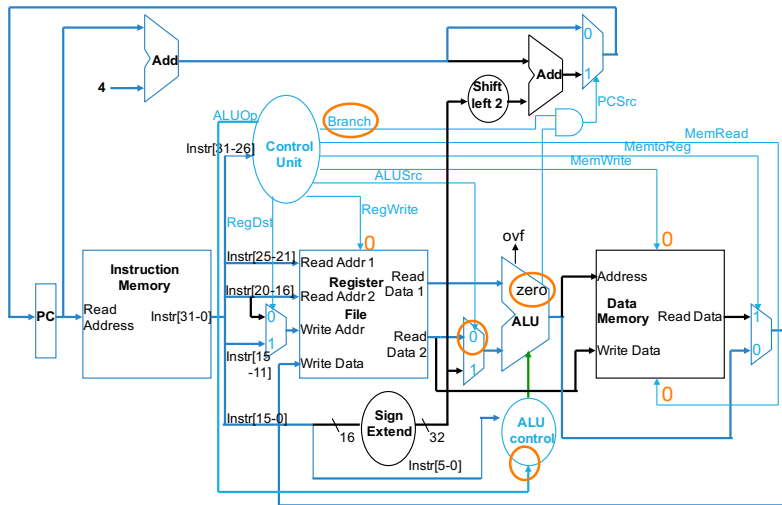 Add
4
0
1
Shift
left 2
Add
PCSrc
ALUOp
Branch
MemRead
Instr[31-26]
Control
Unit
MemtoReg
MemWrite
ALUSrc
RegDst
RegWrite
0
ovf
0
Instruction
Memory
Instr[25-21]
Read Addr 1
Register
Read
Data 1
zero
Address
Instr[20-16]
Read Addr 2
File
PC
Read
Address
Instr[31-0]
0
Write Addr
ALU
Data
Memory
Read Data
1
1
Read
Data 2
0
Write Data
0
Instr[15
-11]
Write Data
1
0
Sign
Extend
Instr[15-0]
16
32
ALU
control
Instr[5-0]